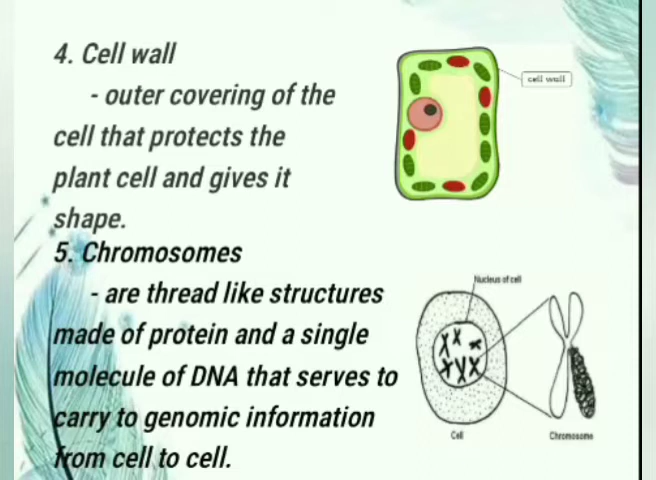 4. Cell wall
- outer covering of the
cell that protects the
plant cell and gives it
shape.
cell wall
5. Chromosomes
- are thread like structures
made of protein and a single
molecule of DNA that serves to
carry to genomic information
from cell to cell.
Nucleus of cell
Cell
Chromosome